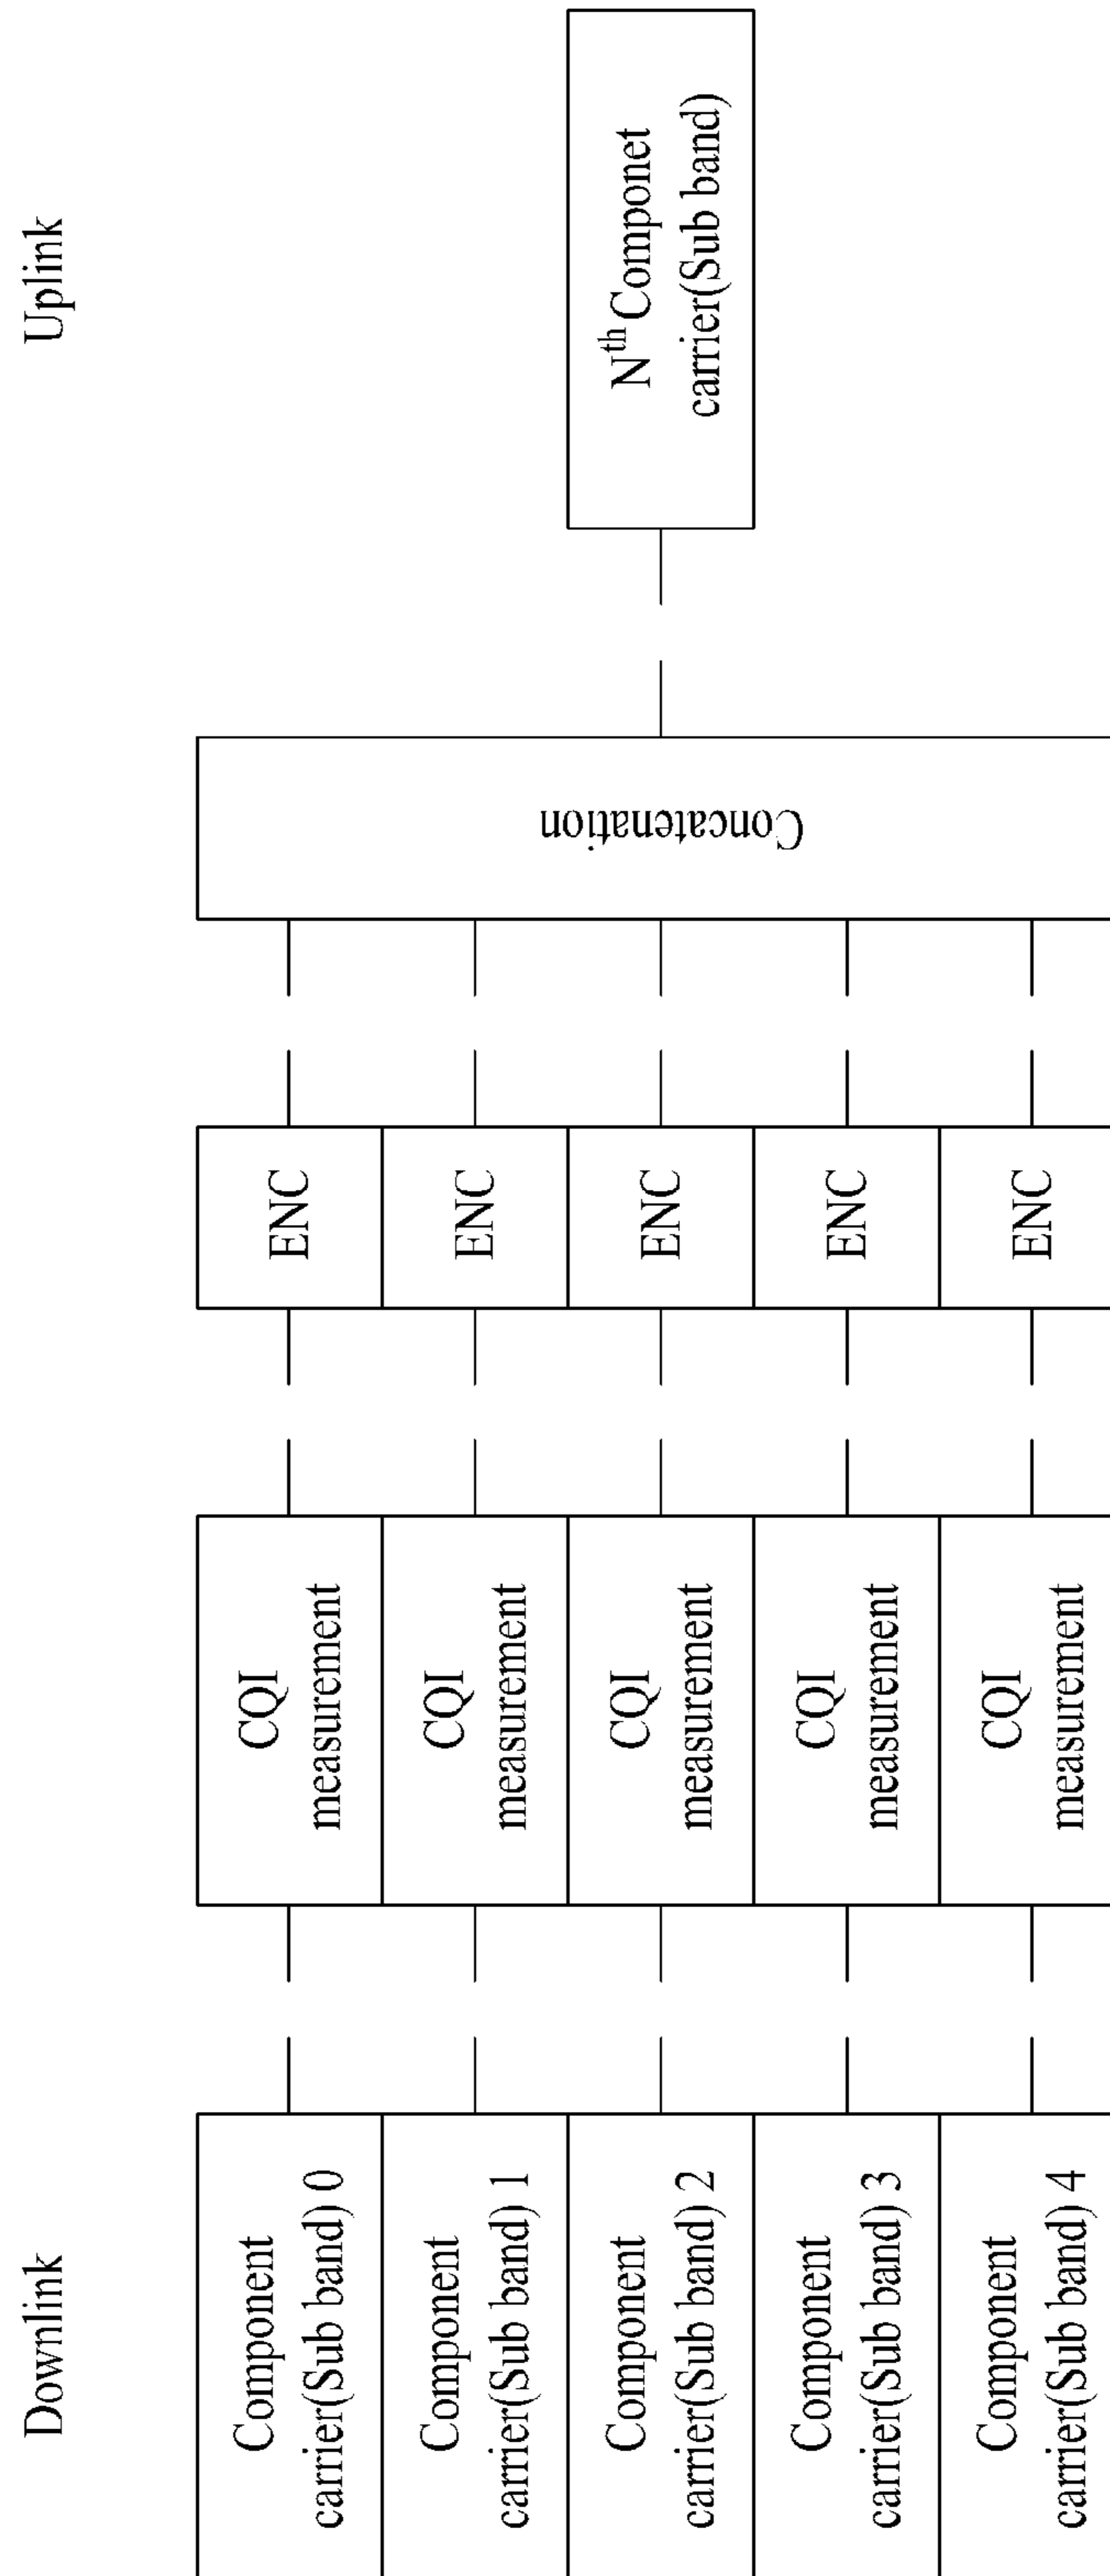 Downlink
Uplink
Component
carrier(Sub band) 0
CQI
measurement
ENC
Component
carrier(Sub band) 1
CQI
measurement
ENC
Component
carrier(Sub band) 2
CQI
measurement
ENC
Concatenation
Nth Componet
carrier(Sub band)
Component
carrier(Sub band) 3
CQI
measurement
ENC
Component
carrier(Sub band) 4
CQI
measurement
ENC